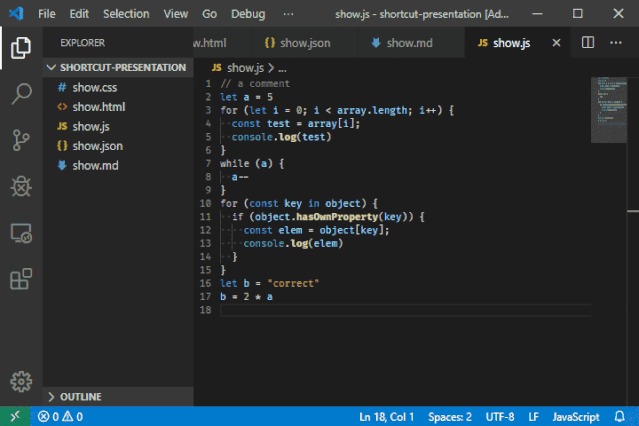 File Edit Selection View Go Debug ... show.js - shortcut-presentation [Ad...
EXPLORER
w.html show.json show.md JS show.js
SHORTCUT-PRESENTATION
# show.css
<> show.html
JS show.js
{} show.json
show.md
JS show.js > ...
1 // a comment
2 let a = 5
3 for (let i = 0; i < array.length; i++) {
4 const test = array[i];
5 console.log(test)
6 }
7 while (a) {
8 a--
9 }
10 for (const key in object) {
11 if (object.hasOwnProperty(key)) {
12 const elem = object[key];
13 console.log(elem)
14 }
15 }
16 let b = "correct"
17 b = 2 * a
18
OUTLINE
0 0 Ln 18, Col 1 Spaces: 2 UTF-8 LF JavaScript